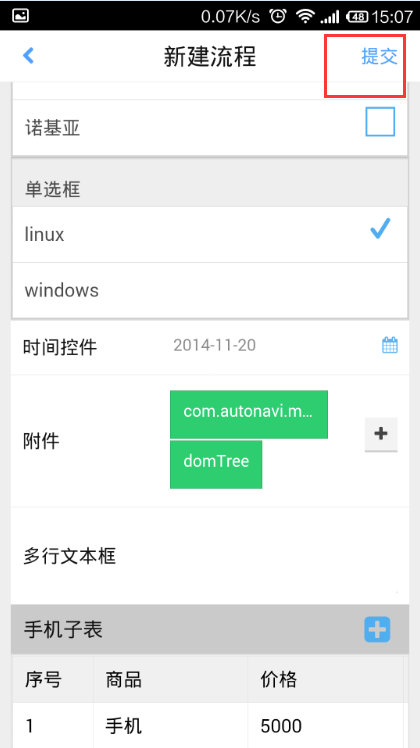 0.07K/s 48 15:07
新建流程 提交
诺基亚
单选框
linux
windows
时间控件 2014-11-20
附件 com.autonavi.m...
domTree
多行文本框
手机子表
序号 商品 价格
1 手机 5000